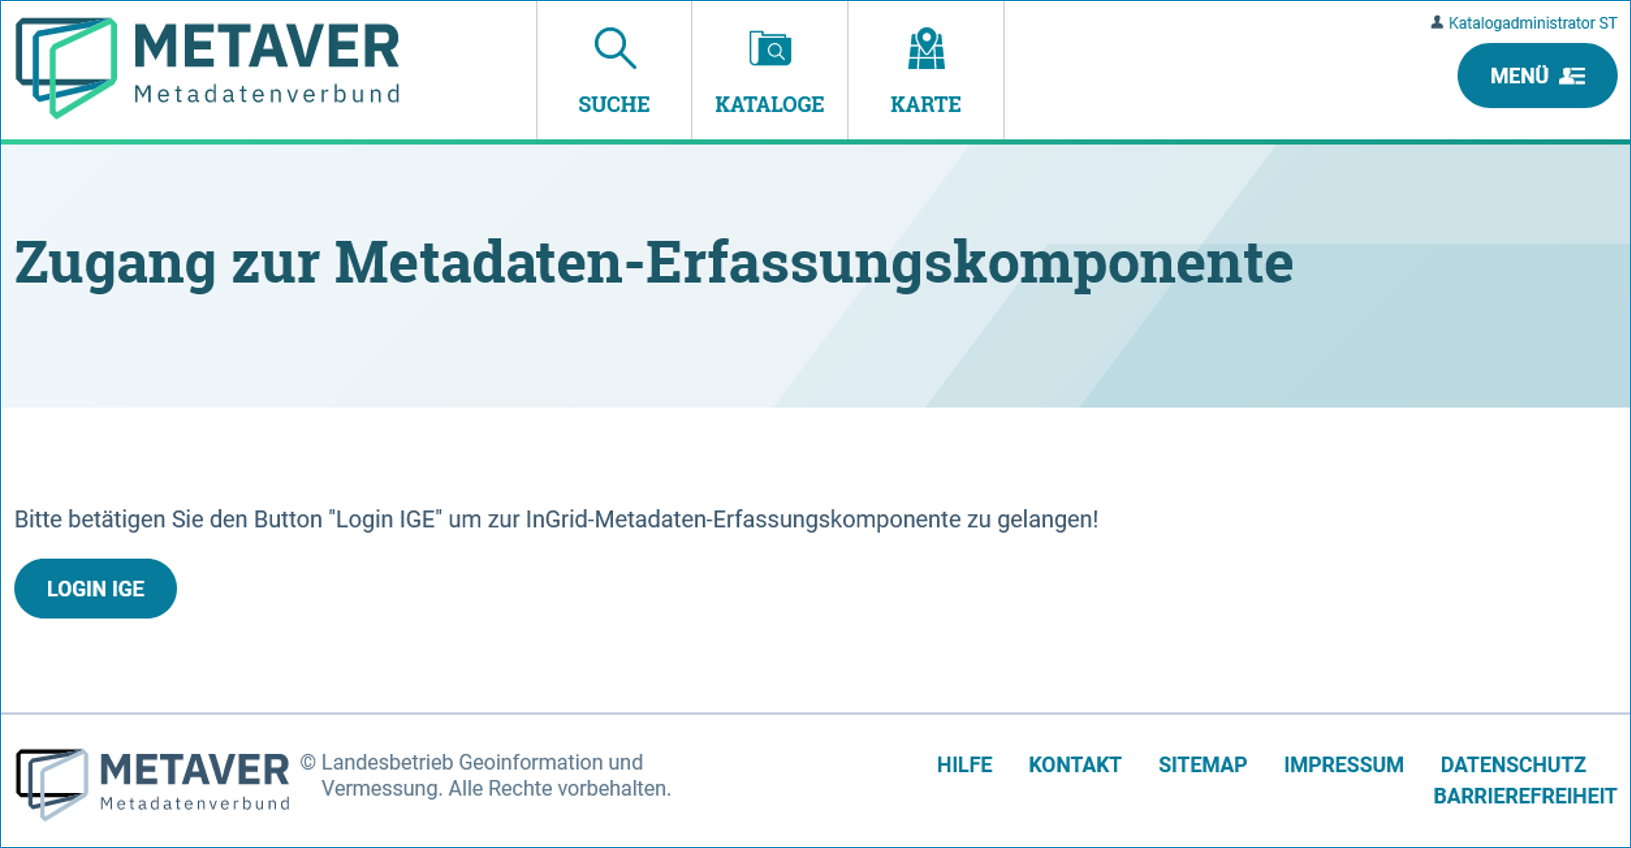 METAVER
Metadatenverbund
SUCHE
KATALOGE
KARTE
Katalogadministrator ST
MENÜ
Zugang zur Metadaten-Erfassungskomponente
Bitte betätigen Sie den Button "Login IGE" um zur InGrid-Metadaten-Erfassungskomponente zu gelangen!
LOGIN IGE
METAVER
Metadatenverbund
© Landesbetrieb Geoinformation und
Vermessung. Alle Rechte vorbehalten.
HILFE
KONTAKT
SITEMAP
IMPRESSUM
DATENSCHUTZ
BARRIEREFREIHEIT